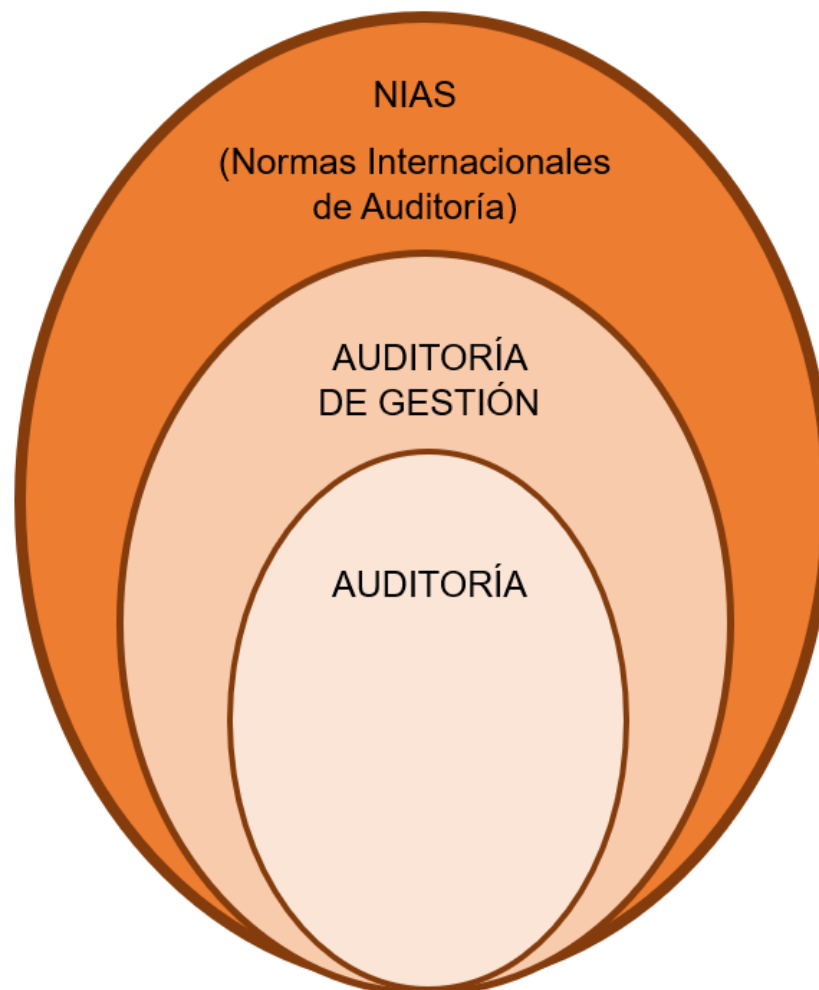 NIAS
(Normas Internacionales
de Auditoría)
AUDITORÍA
DE GESTIÓN
AUDITORÍA